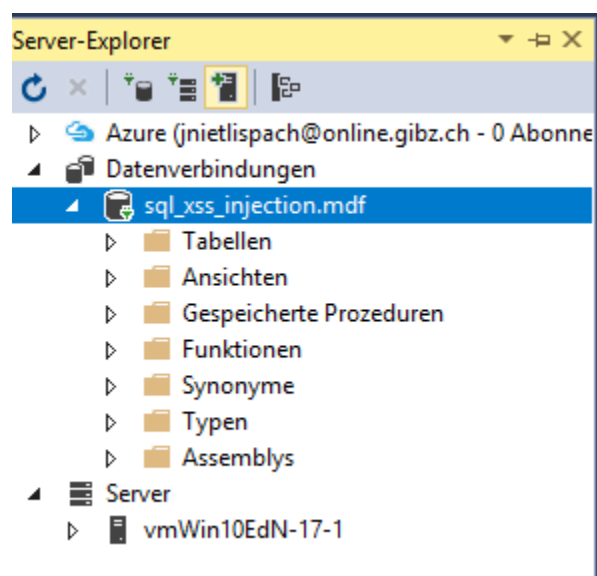 Server-Explorer
Azure (jnietlispach@online.gibz.ch - 0 Abonne
Datenverbindungen
sql_xss_injection.mdf
Tabellen
Ansichten
Gespeicherte Prozeduren
Funktionen
Synonyme
Typen
Assemblys
Server
vmWin10EdN-17-1